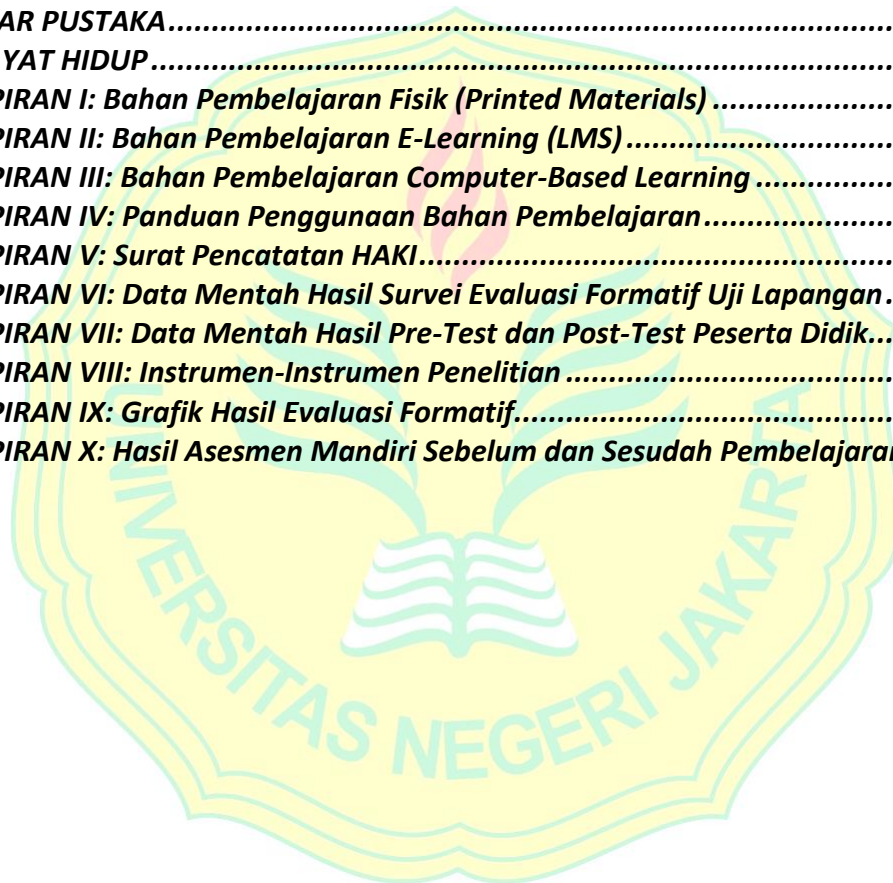 AR PUSTAKA
YAT HIDUP
PIRAN I: Bahan Pembelajaran Fisik (Printed Materials)
PIRAN II: Bahan Pembelajaran E-Learning (LMS)
PIRAN III: Bahan Pembelajaran Computer-Based Learning
PIRAN IV: Panduan Penggunaan Bahan Pembelajaran
PIRAN V: Surat Pencatatan HAKI
PIRAN VI: Data Mentah Hasil Survei Evaluasi Formatif Uji Lapangan
PIRAN VII: Data Mentah Hasil Pre-Test dan Post-Test Peserta Didik
PIRAN VIII: Instrumen-Instrumen Penelitian
PIRAN IX: Grafik Hasil Evaluasi Formatif
PIRAN X: Hasil Asesmen Mandiri Sebelum dan Sesudah Pembelajaran
UNIVERSITAS NEGERI JAKARTA